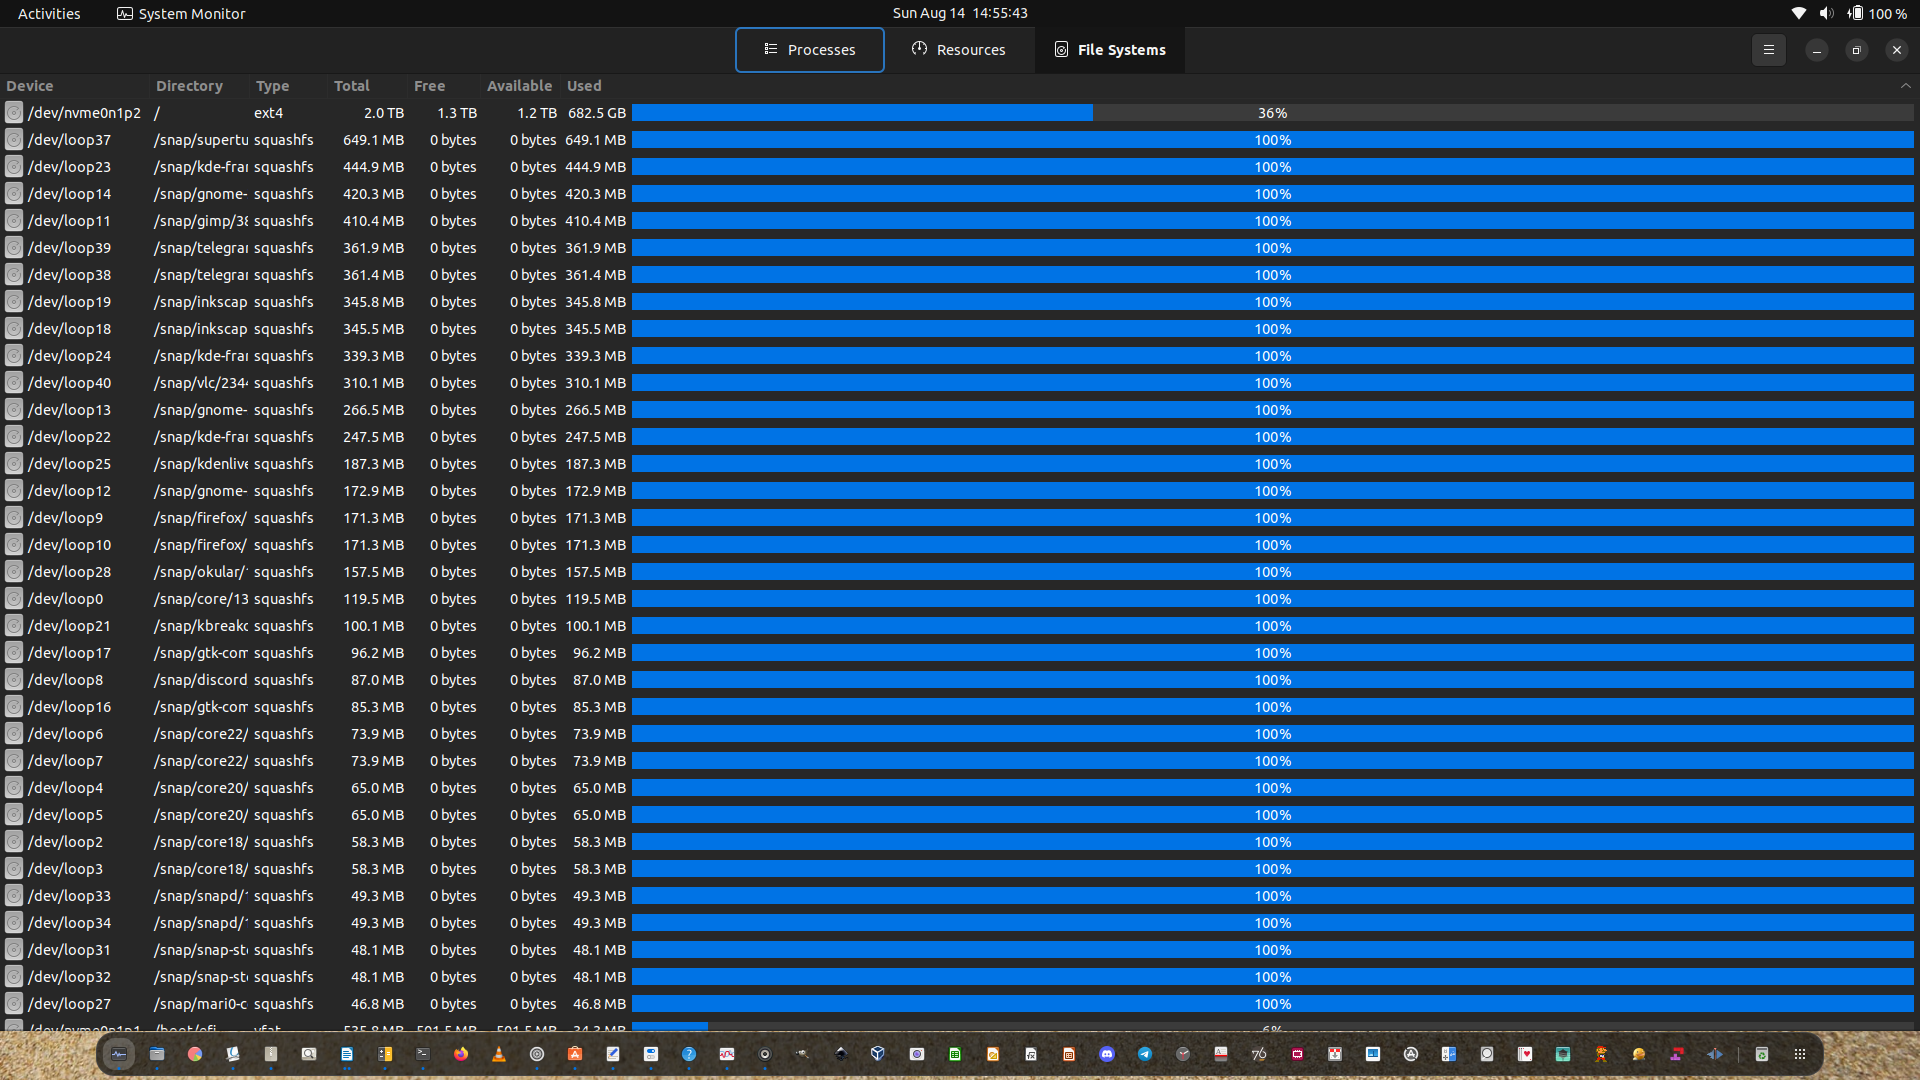 Activities System Monitor Sun Aug 14 14:55:43 100 %
Processes Resources File Systems
Device Directory Type Total Free Available Used
/dev/nvme0n1p2 / ext4 2.0 TB 1.3 TB 1.2 TB 682.5 GB 36%
/dev/loop37 /snap/supertu squashfs 649.1 MB 0 bytes 0 bytes 649.1 MB 100%
/dev/loop23 /snap/kde-frar squashfs 444.9 MB 0 bytes 0 bytes 444.9 MB 100%
/dev/loop14 /snap/gnome- squashfs 420.3 MB 0 bytes 0 bytes 420.3 MB 100%
/dev/loop11 /snap/gimp/38 squashfs 410.4 MB 0 bytes 0 bytes 410.4 MB 100%
/dev/loop39 /snap/telegrar squashfs 361.9 MB 0 bytes 0 bytes 361.9 MB 100%
/dev/loop38 /snap/telegrar squashfs 361.4 MB 0 bytes 0 bytes 361.4 MB 100%
/dev/loop19 /snap/inkscap squashfs 345.8 MB 0 bytes 0 bytes 345.8 MB 100%
/dev/loop18 /snap/inkscap squashfs 345.5 MB 0 bytes 0 bytes 345.5 MB 100%
/dev/loop24 /snap/kde-frar squashfs 339.3 MB 0 bytes 0 bytes 339.3 MB 100%
/dev/loop40 /snap/vlc/2344 squashfs 310.1 MB 0 bytes 0 bytes 310.1 MB 100%
/dev/loop13 /snap/gnome- squashfs 266.5 MB 0 bytes 0 bytes 266.5 MB 100%
/dev/loop22 /snap/kde-frar squashfs 247.5 MB 0 bytes 0 bytes 247.5 MB 100%
/dev/loop25 /snap/kdenlive squashfs 187.3 MB 0 bytes 0 bytes 187.3 MB 100%
/dev/loop12 /snap/gnome- squashfs 172.9 MB 0 bytes 0 bytes 172.9 MB 100%
/dev/loop9 /snap/firefox/ squashfs 171.3 MB 0 bytes 0 bytes 171.3 MB 100%
/dev/loop10 /snap/firefox/ squashfs 171.3 MB 0 bytes 0 bytes 171.3 MB 100%
/dev/loop28 /snap/okular/ squashfs 157.5 MB 0 bytes 0 bytes 157.5 MB 100%
/dev/loop0 /snap/core/13 squashfs 119.5 MB 0 bytes 0 bytes 119.5 MB 100%
/dev/loop21 /snap/kbreako squashfs 100.1 MB 0 bytes 0 bytes 100.1 MB 100%
/dev/loop17 /snap/gtk-com squashfs 96.2 MB 0 bytes 0 bytes 96.2 MB 100%
/dev/loop8 /snap/discord squashfs 87.0 MB 0 bytes 0 bytes 87.0 MB 100%
/dev/loop16 /snap/gtk-com squashfs 85.3 MB 0 bytes 0 bytes 85.3 MB 100%
/dev/loop6 /snap/core22/ squashfs 73.9 MB 0 bytes 0 bytes 73.9 MB 100%
/dev/loop7 /snap/core22/ squashfs 73.9 MB 0 bytes 0 bytes 73.9 MB 100%
/dev/loop4 /snap/core20/ squashfs 65.0 MB 0 bytes 0 bytes 65.0 MB 100%
/dev/loop5 /snap/core20/ squashfs 65.0 MB 0 bytes 0 bytes 65.0 MB 100%
/dev/loop2 /snap/core18/ squashfs 58.3 MB 0 bytes 0 bytes 58.3 MB 100%
/dev/loop3 /snap/core18/ squashfs 58.3 MB 0 bytes 0 bytes 58.3 MB 100%
/dev/loop33 /snap/snapd/1 squashfs 49.3 MB 0 bytes 0 bytes 49.3 MB 100%
/dev/loop34 /snap/snapd/1 squashfs 49.3 MB 0 bytes 0 bytes 49.3 MB 100%
/dev/loop31 /snap/snap-sto squashfs 48.1 MB 0 bytes 0 bytes 48.1 MB 100%
/dev/loop32 /snap/snap-sto squashfs 48.1 MB 0 bytes 0 bytes 48.1 MB 100%
/dev/loop27 /snap/mari0-c squashfs 46.8 MB 0 bytes 0 bytes 46.8 MB 100%
/dev/nvme0n1p1 /boot/efi vfat 535.8 MB 501.5 MB 501.5 MB 34.3 MB 6%
76